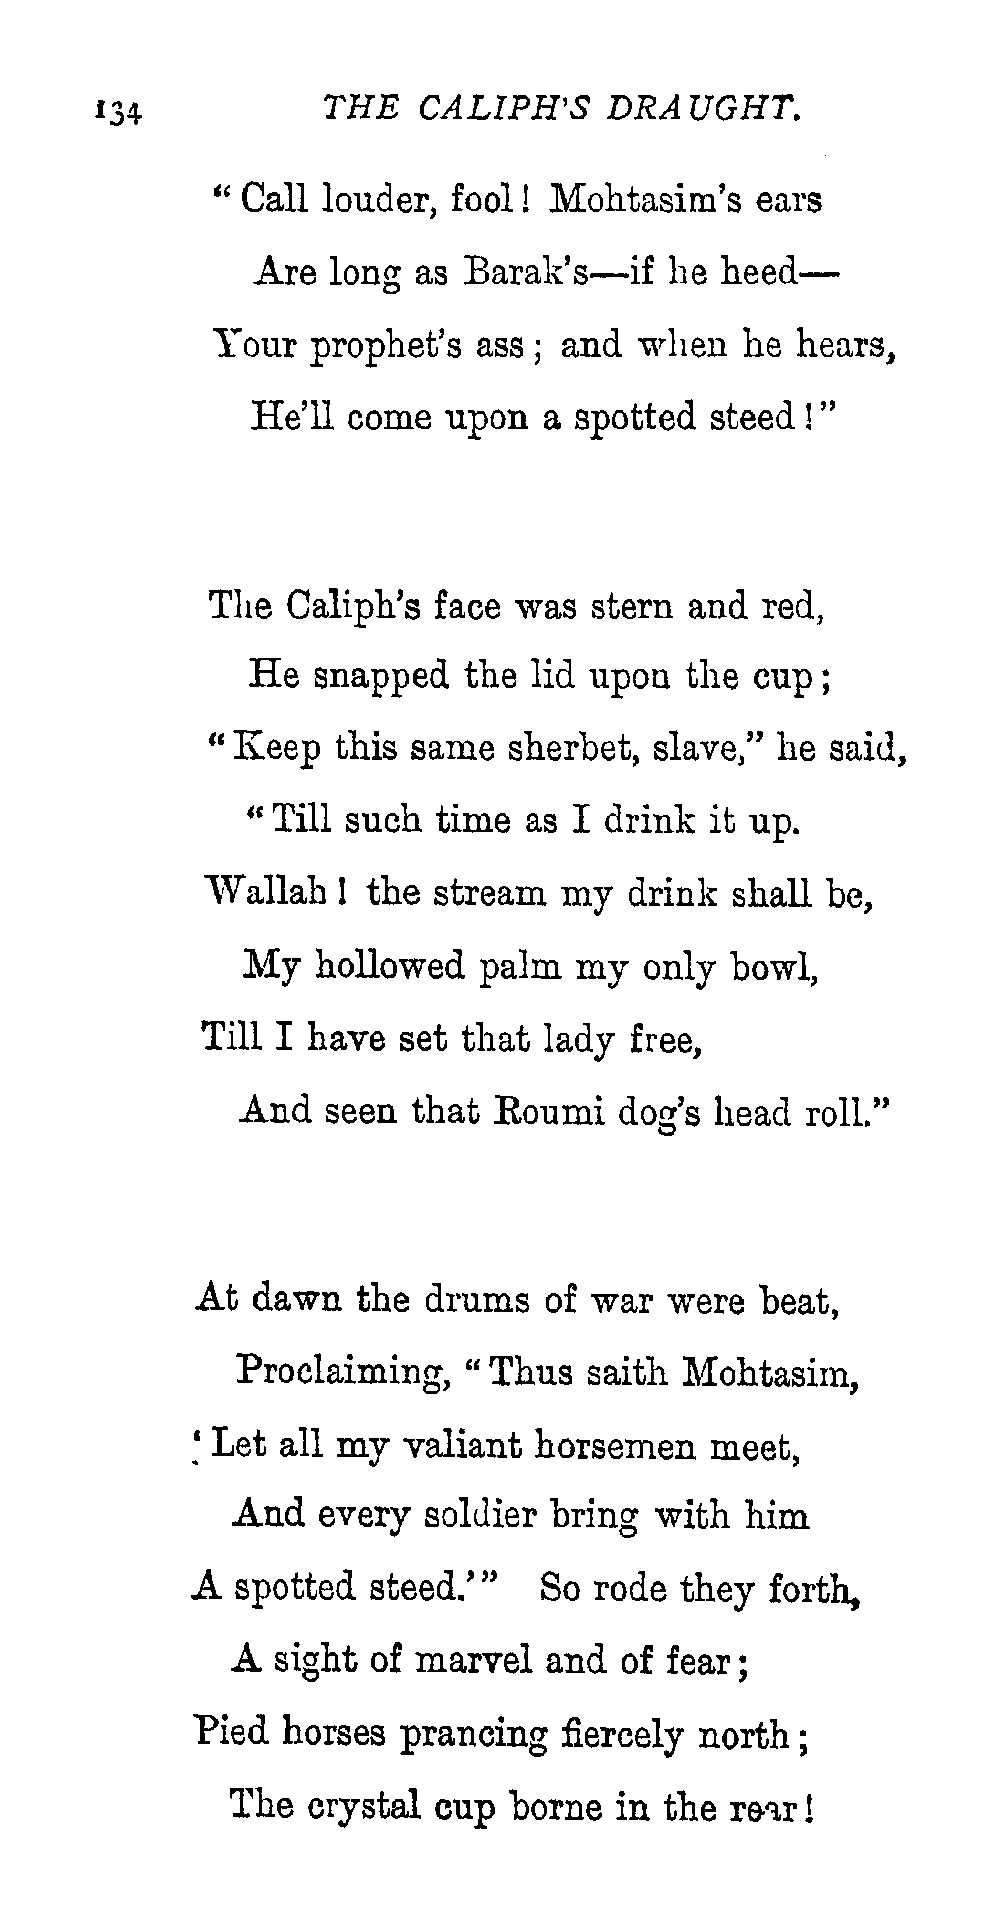 134 THE CALIPH'S DRAUGHT.
“Call louder, fool! Mohtasim's ears
Are long as Barak's—if he heed—
Your prophet's ass; and when he hears,
He'll come upon a spotted steed!”
The Caliph's face was stern and red,
He snapped the lid upon the cup;
“Keep this same sherbet, slave,” he said,
“Till such time as I drink it up.
Wallah! the stream my drink shall be,
My hollowed palm my only bowl,
Till I have set that lady free,
And seen that Roumi dog's head roll.”
At dawn the drums of war were beat,
Proclaiming, “Thus saith Mohtasim,
‘Let all my valiant horsemen meet,
And every soldier bring with him
A spotted steed.’” So rode they forth,
A sight of marvel and of fear;
Pied horses prancing fiercely north;
The crystal cup borne in the rear!